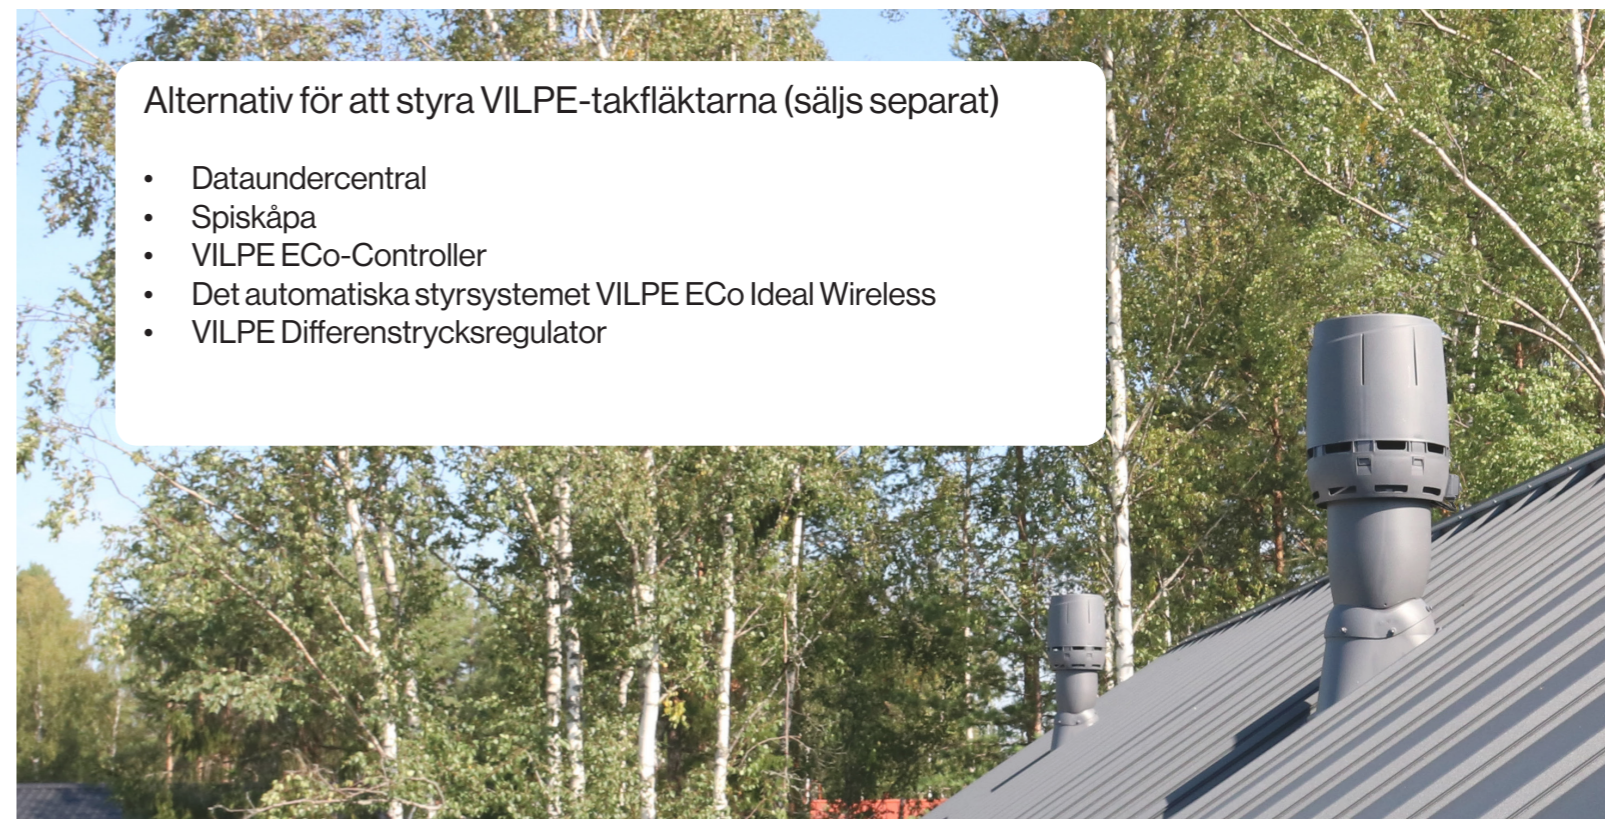 Alternativ för att styra VILPE-takfläktarna (säljs separat)
• Dataundercentral
• Spiskåpa
• VILPE ECo-Controller
• Det automatiska styrsystemet VILPE ECo Ideal Wireless
• VILPE Differenstrycksregulator